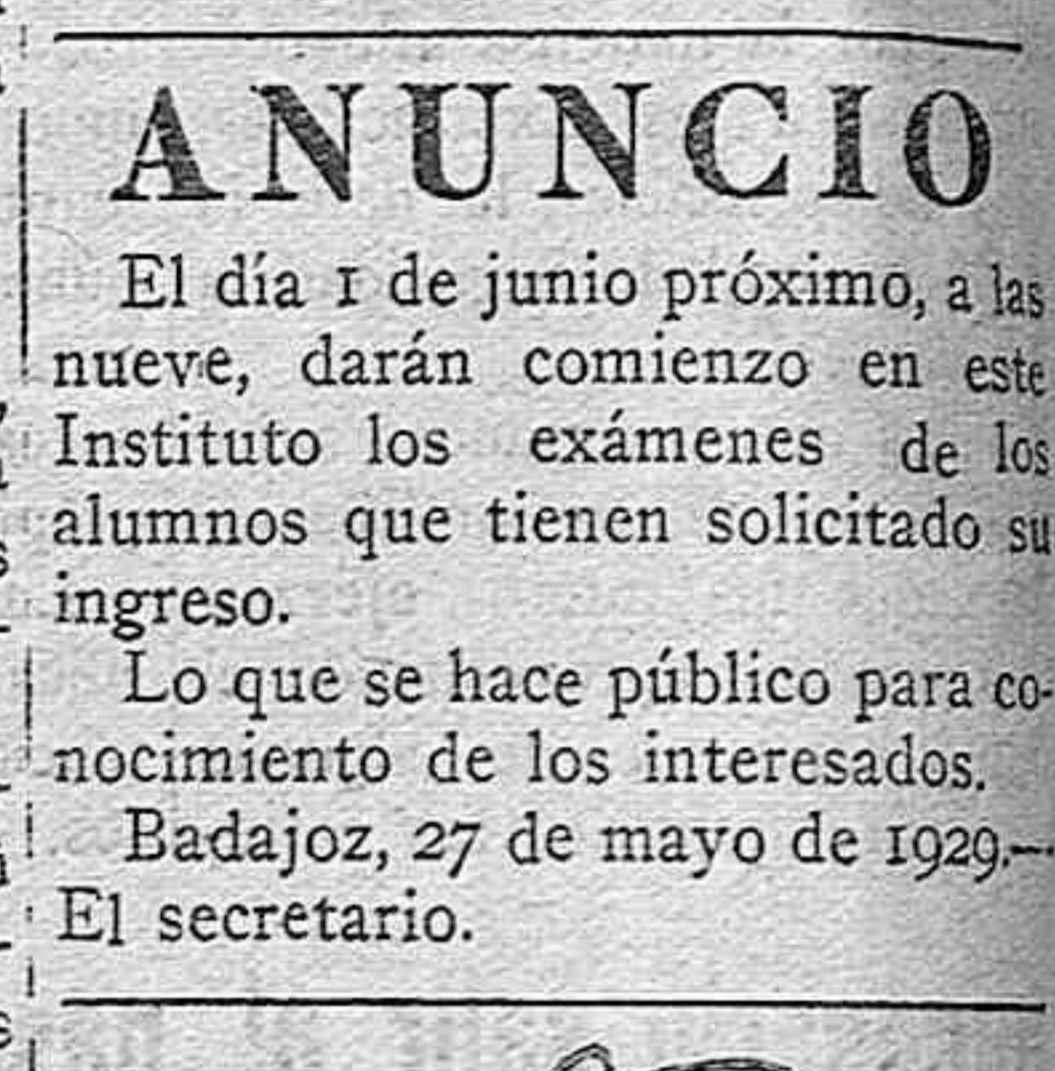 ANUNCIO
El día 1 de junio próximo, a las
nueve, darán comienzo en este
Instituto los exámenes de los
alumnos que tienen solicitado su
ingreso.
Lo que se hace público para co-
nocimiento de los interesados.
Badajoz, 27 de mayo de 1929.—
El secretario.